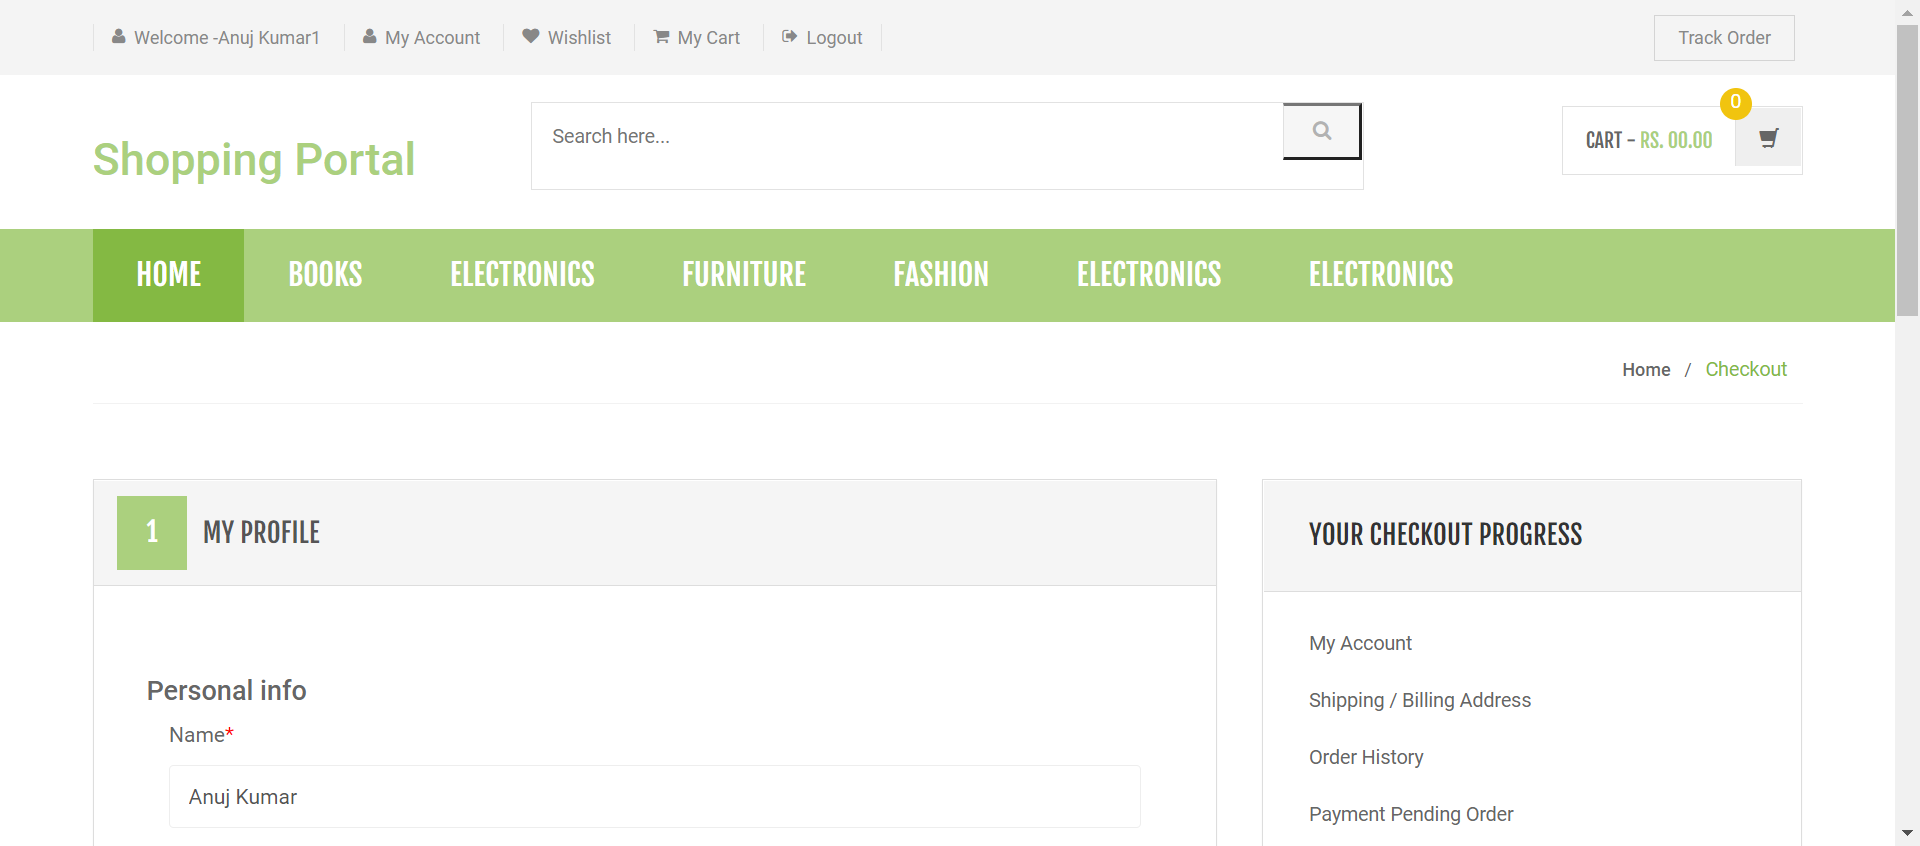 Welcome -Anuj Kumar1
My Account
Wishlist
My Cart
Logout
Track Order
Shopping Portal
Search here...
CART - RS. 00.00
0
HOME
BOOKS
ELECTRONICS
FURNITURE
FASHION
ELECTRONICS
ELECTRONICS
Home / Checkout
1 MY PROFILE
Personal info
Name*
Anuj Kumar
YOUR CHECKOUT PROGRESS
My Account
Shipping / Billing Address
Order History
Payment Pending Order